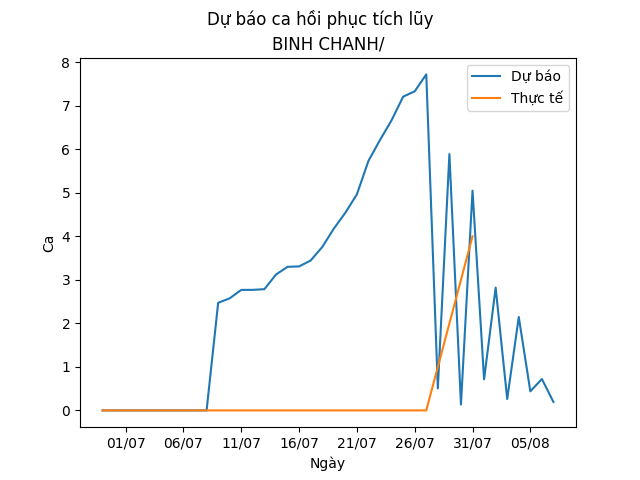 Dự báo ca hồi phục tích lũy
BINH CHANH/
Dự báo
Thực tế
8
7
6
5
4
3
2
1
0
Ca
01/07 06/07 11/07 16/07 21/07 26/07 31/07 05/08
Ngày